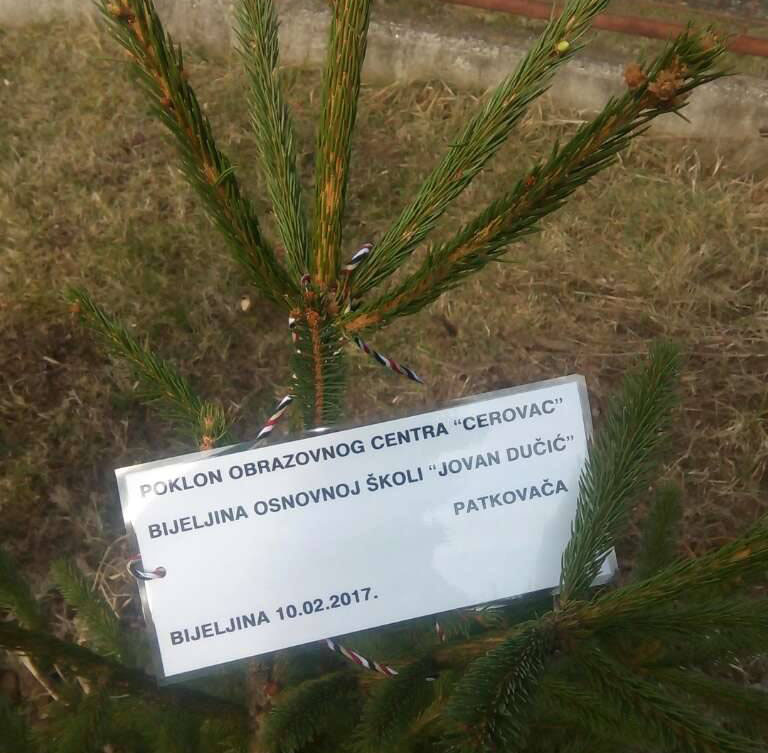 POKLON OBRAZOVNOG CENTRA “CEROVAC”
BIJELJINA OSNOVNOJ ŠKOLI “JOVAN DUČIĆ”
PATKOVAČA
BIJELJINA 10.02.2017.